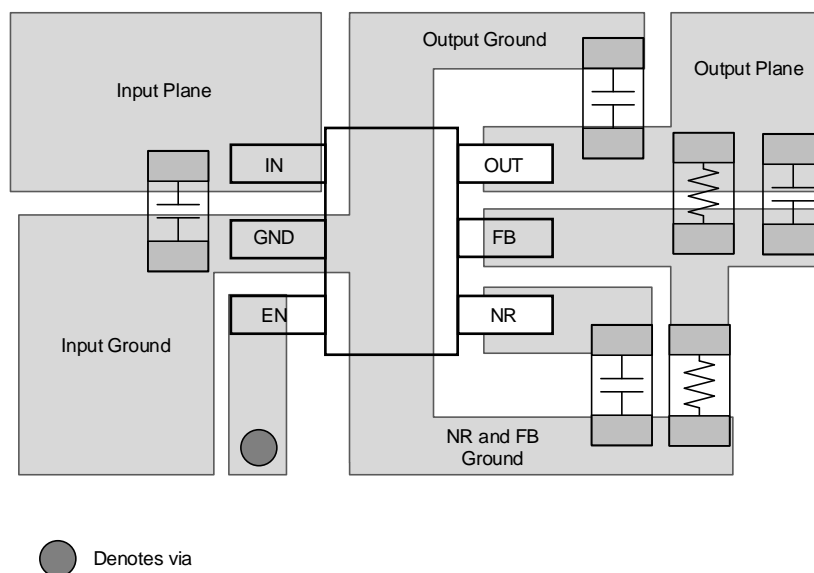 Output Ground
Input Plane
Output Plane
IN
OUT
GND
FB
EN
NR
Input Ground
NR and FB
Ground
Denotes via